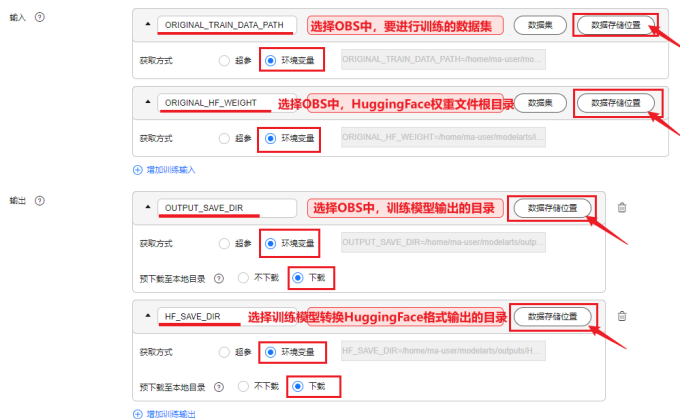 输入 ?
ORIGINAL_TRAIN_DATA_PATH 选择OBS中，要进行训练的数据集 数据集 数据存储位置
获取方式 超参 环境变量 ORIGINAL_TRAIN_DATA_PATH=/home/ma-user/mo...
ORIGINAL_HF_WEIGHT 选择OBS中，HuggingFace权重文件根目录 数据集 数据存储位置
获取方式 超参 环境变量 ORIGINAL_HF_WEIGHT=/home/ma-user/modelarts/i...
增加训练输入
输出 ?
OUTPUT_SAVE_DIR 选择OBS中，训练模型输出的目录 数据存储位置
获取方式 超参 环境变量 OUTPUT_SAVE_DIR=/home/ma-user/modelarts/outp...
预下载至本地目录 ? 不下载 下载
HF_SAVE_DIR 选择训练模型转换HuggingFace格式输出的目录 数据存储位置
获取方式 超参 环境变量 HF_SAVE_DIR=/home/ma-user/modelarts/outputs/H...
预下载至本地目录 ? 不下载 下载
增加训练输出